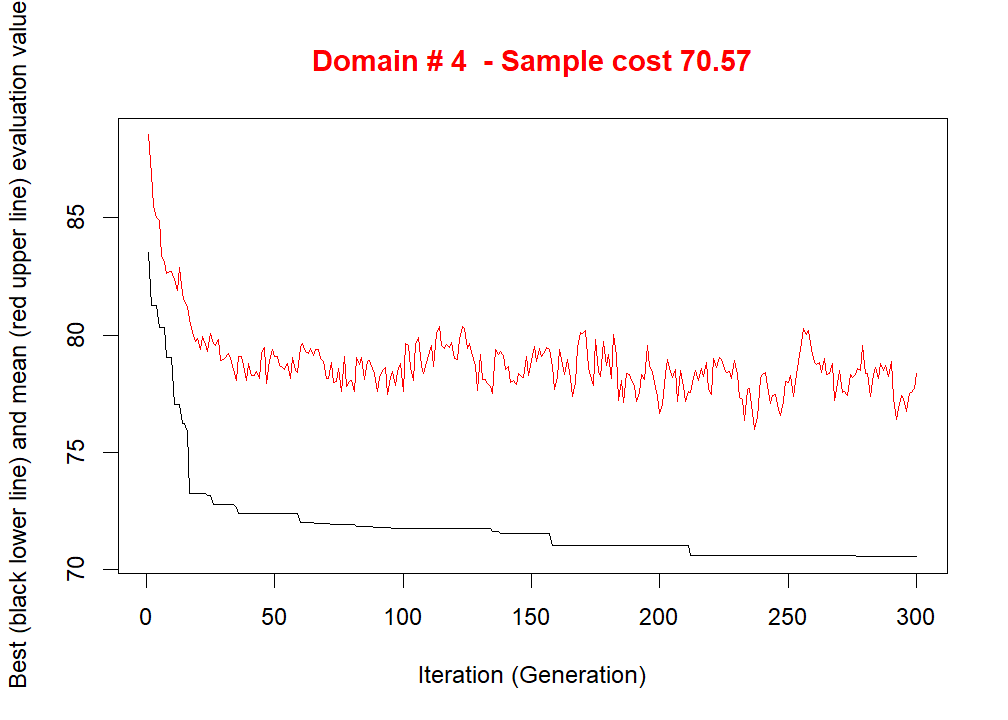 Domain # 4  - Sample cost 70.57
Best (black lower line) and mean (red upper line) evaluation value
85
80
75
70
0 50 100 150 200 250 300
Iteration (Generation)